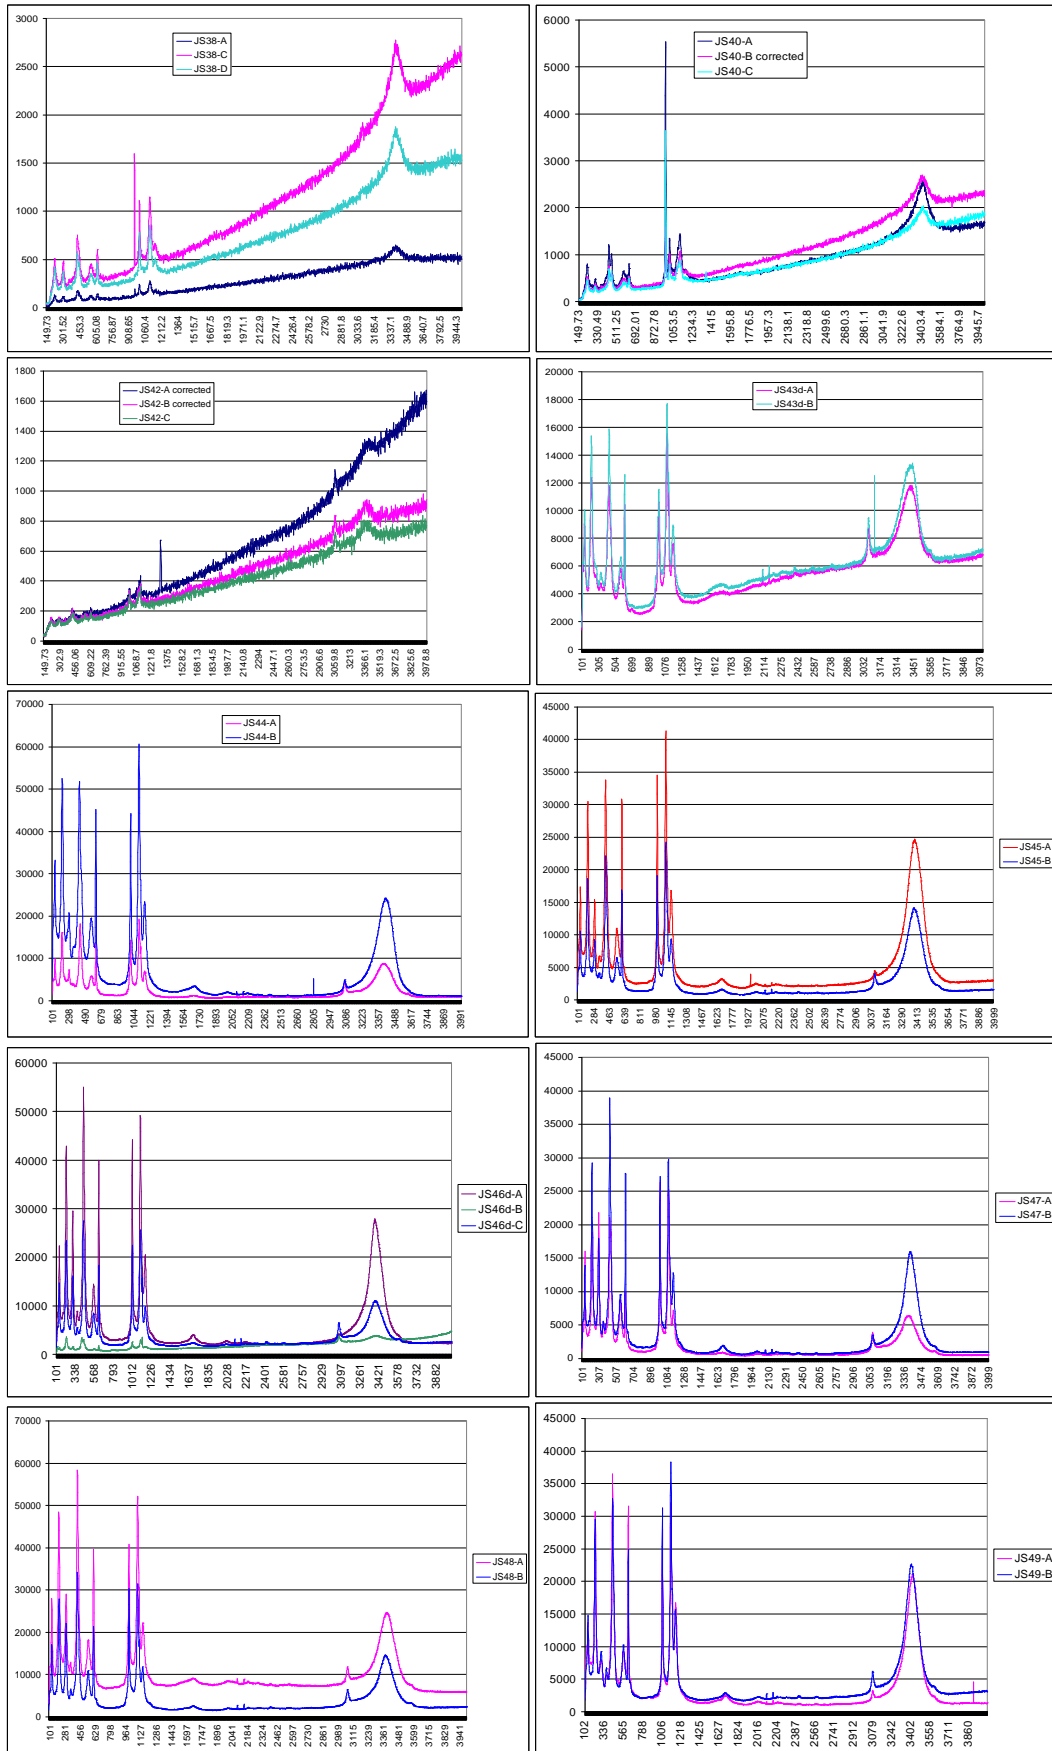 3000
2500
2000
1500
1000
500
0
JS38-A
JS38-C
JS38-D
149.73 301.52 453.3 605.08 756.87 908.65 1060.4 1212.2 1364 1515.7 1667.5 1819.3 1971.1 2122.9 2274.7 2426.4 2578.2 2730 2881.8 3033.6 3185.4 3337.1 3488.9 3640.7 3792.5 3944.3
6000
5000
4000
3000
2000
1000
0
JS40-A
JS40-B corrected
JS40-C
149.73 330.49 511.25 692.01 872.78 1053.5 1234.3 1415 1595.8 1776.5 1957.3 2138.1 2318.8 2499.6 2680.3 2861.1 3041.9 3222.6 3403.4 3584.1 3764.9 3945.7
1800
1600
1400
1200
1000
800
600
400
200
0
JS42-A corrected
JS42-B corrected
JS42-C
149.73 302.9 456.06 609.22 762.39 915.55 1068.7 1221.8 1375 1528.2 1681.3 1834.5 1987.7 2140.8 2294 2447.1 2600.3 2753.5 2906.6 3059.8 3213 3366.1 3519.3 3672.5 3825.6 3978.8
20000
18000
16000
14000
12000
10000
8000
6000
4000
2000
0
JS43d-A
JS43d-B
101 305 504 699 889 1076 1258 1437 1612 1783 1950 2114 2275 2432 2587 2738 2886 3032 3174 3314 3451 3585 3717 3846 3973
70000
60000
50000
40000
30000
20000
10000
0
JS44-A
JS44-B
101 298 490 679 863 1044 1221 1394 1564 1730 1893 2052 2209 2362 2513 2660 2805 2947 3086 3223 3357 3488 3617 3744 3869 3991
45000
40000
35000
30000
25000
20000
15000
10000
5000
0
JS45-A
JS45-B
101 284 463 639 811 980 1145 1308 1467 1623 1777 1927 2075 2220 2362 2502 2639 2774 2906 3037 3164 3290 3413 3535 3654 3771 3886 3999
60000
50000
40000
30000
20000
10000
0
JS46d-A
JS46d-B
JS46d-C
101 338 568 793 1012 1226 1434 1637 1835 2028 2217 2401 2581 2757 2929 3097 3261 3421 3578 3732 3882
45000
40000
35000
30000
25000
20000
15000
10000
5000
0
JS47-A
JS47-B
101 307 507 704 896 1084 1268 1447 1623 1796 1964 2130 2291 2450 2605 2757 2906 3053 3196 3336 3474 3609 3742 3872 3999
70000
60000
50000
40000
30000
20000
10000
0
JS48-A
JS48-B
101 281 456 629 798 964 1127 1286 1443 1597 1747 1896 2041 2184 2324 2462 2597 2730 2861 2989 3115 3239 3361 3481 3599 3715 3829 3941
45000
40000
35000
30000
25000
20000
15000
10000
5000
0
JS49-A
JS49-B
102 336 565 788 1006 1218 1425 1627 1824 2016 2204 2387 2566 2741 2912 3079 3242 3402 3558 3711 3860